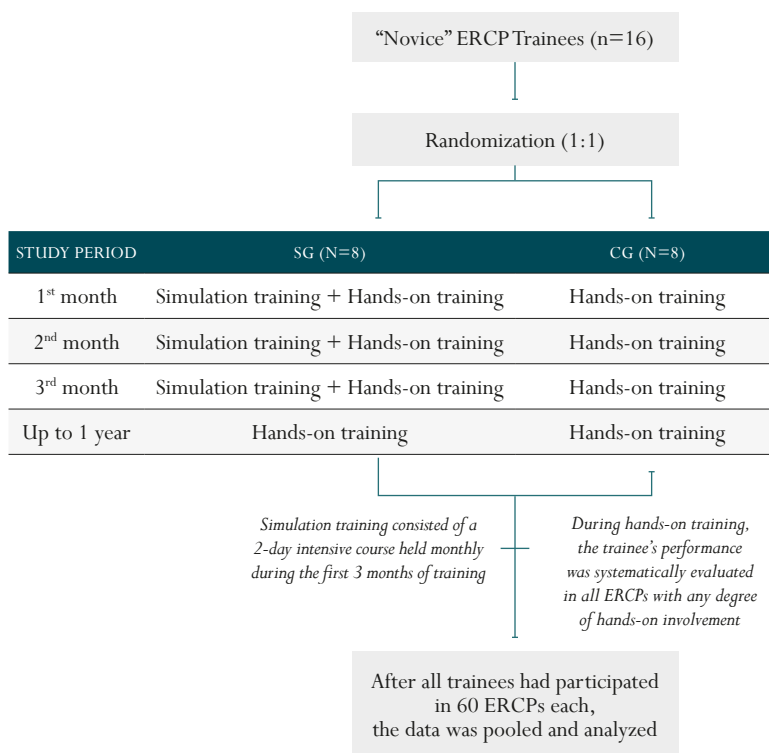 “Novice” ERCP Trainees (n=16)
Randomization (1:1)
STUDY PERIOD SG (N=8) CG (N=8)
1st month Simulation training + Hands-on training Hands-on training
2nd month Simulation training + Hands-on training Hands-on training
3rd month Simulation training + Hands-on training Hands-on training
Up to 1 year Hands-on training Hands-on training
Simulation training consisted of a
2-day intensive course held monthly
during the first 3 months of training
During hands-on training,
the trainee’s performance
was systematically evaluated
in all ERCPs with any degree
of hands-on involvement
After all trainees had participated
in 60 ERCPs each,
the data was pooled and analyzed